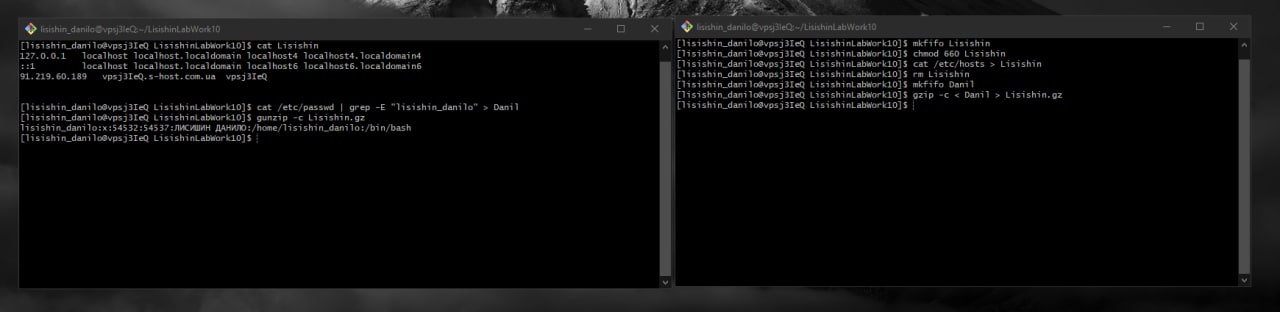 lisishin_danilo@vpsj3IeQ:~/LisishinLabWork10
[lisishin_danilo@vpsj3IeQ LisishinLabWork10]$ cat Lisishin
127.0.0.1   localhost localhost.localdomain localhost4 localhost4.localdomain4
::1         localhost localhost.localdomain localhost6 localhost6.localdomain6
91.219.60.189   vpsj3IeQ.s-host.com.ua  vpsj3IeQ
[lisishin_danilo@vpsj3IeQ LisishinLabWork10]$ cat /etc/passwd | grep -E "lisishin_danilo" > Danil
[lisishin_danilo@vpsj3IeQ LisishinLabWork10]$ gunzip -c Lisishin.gz
lisishin_danilo:x:54532:54537:ЛИСИШИН ДАНИЛО:/home/lisishin_danilo:/bin/bash
[lisishin_danilo@vpsj3IeQ LisishinLabWork10]$
lisishin_danilo@vpsj3IeQ:~/LisishinLabWork10
[lisishin_danilo@vpsj3IeQ LisishinLabWork10]$ mkfifo Lisishin
[lisishin_danilo@vpsj3IeQ LisishinLabWork10]$ chmod 660 Lisishin
[lisishin_danilo@vpsj3IeQ LisishinLabWork10]$ cat /etc/hosts > Lisishin
[lisishin_danilo@vpsj3IeQ LisishinLabWork10]$ rm Lisishin
[lisishin_danilo@vpsj3IeQ LisishinLabWork10]$ mkfifo Danil
[lisishin_danilo@vpsj3IeQ LisishinLabWork10]$ gzip -c < Danil > Lisishin.gz
[lisishin_danilo@vpsj3IeQ LisishinLabWork10]$